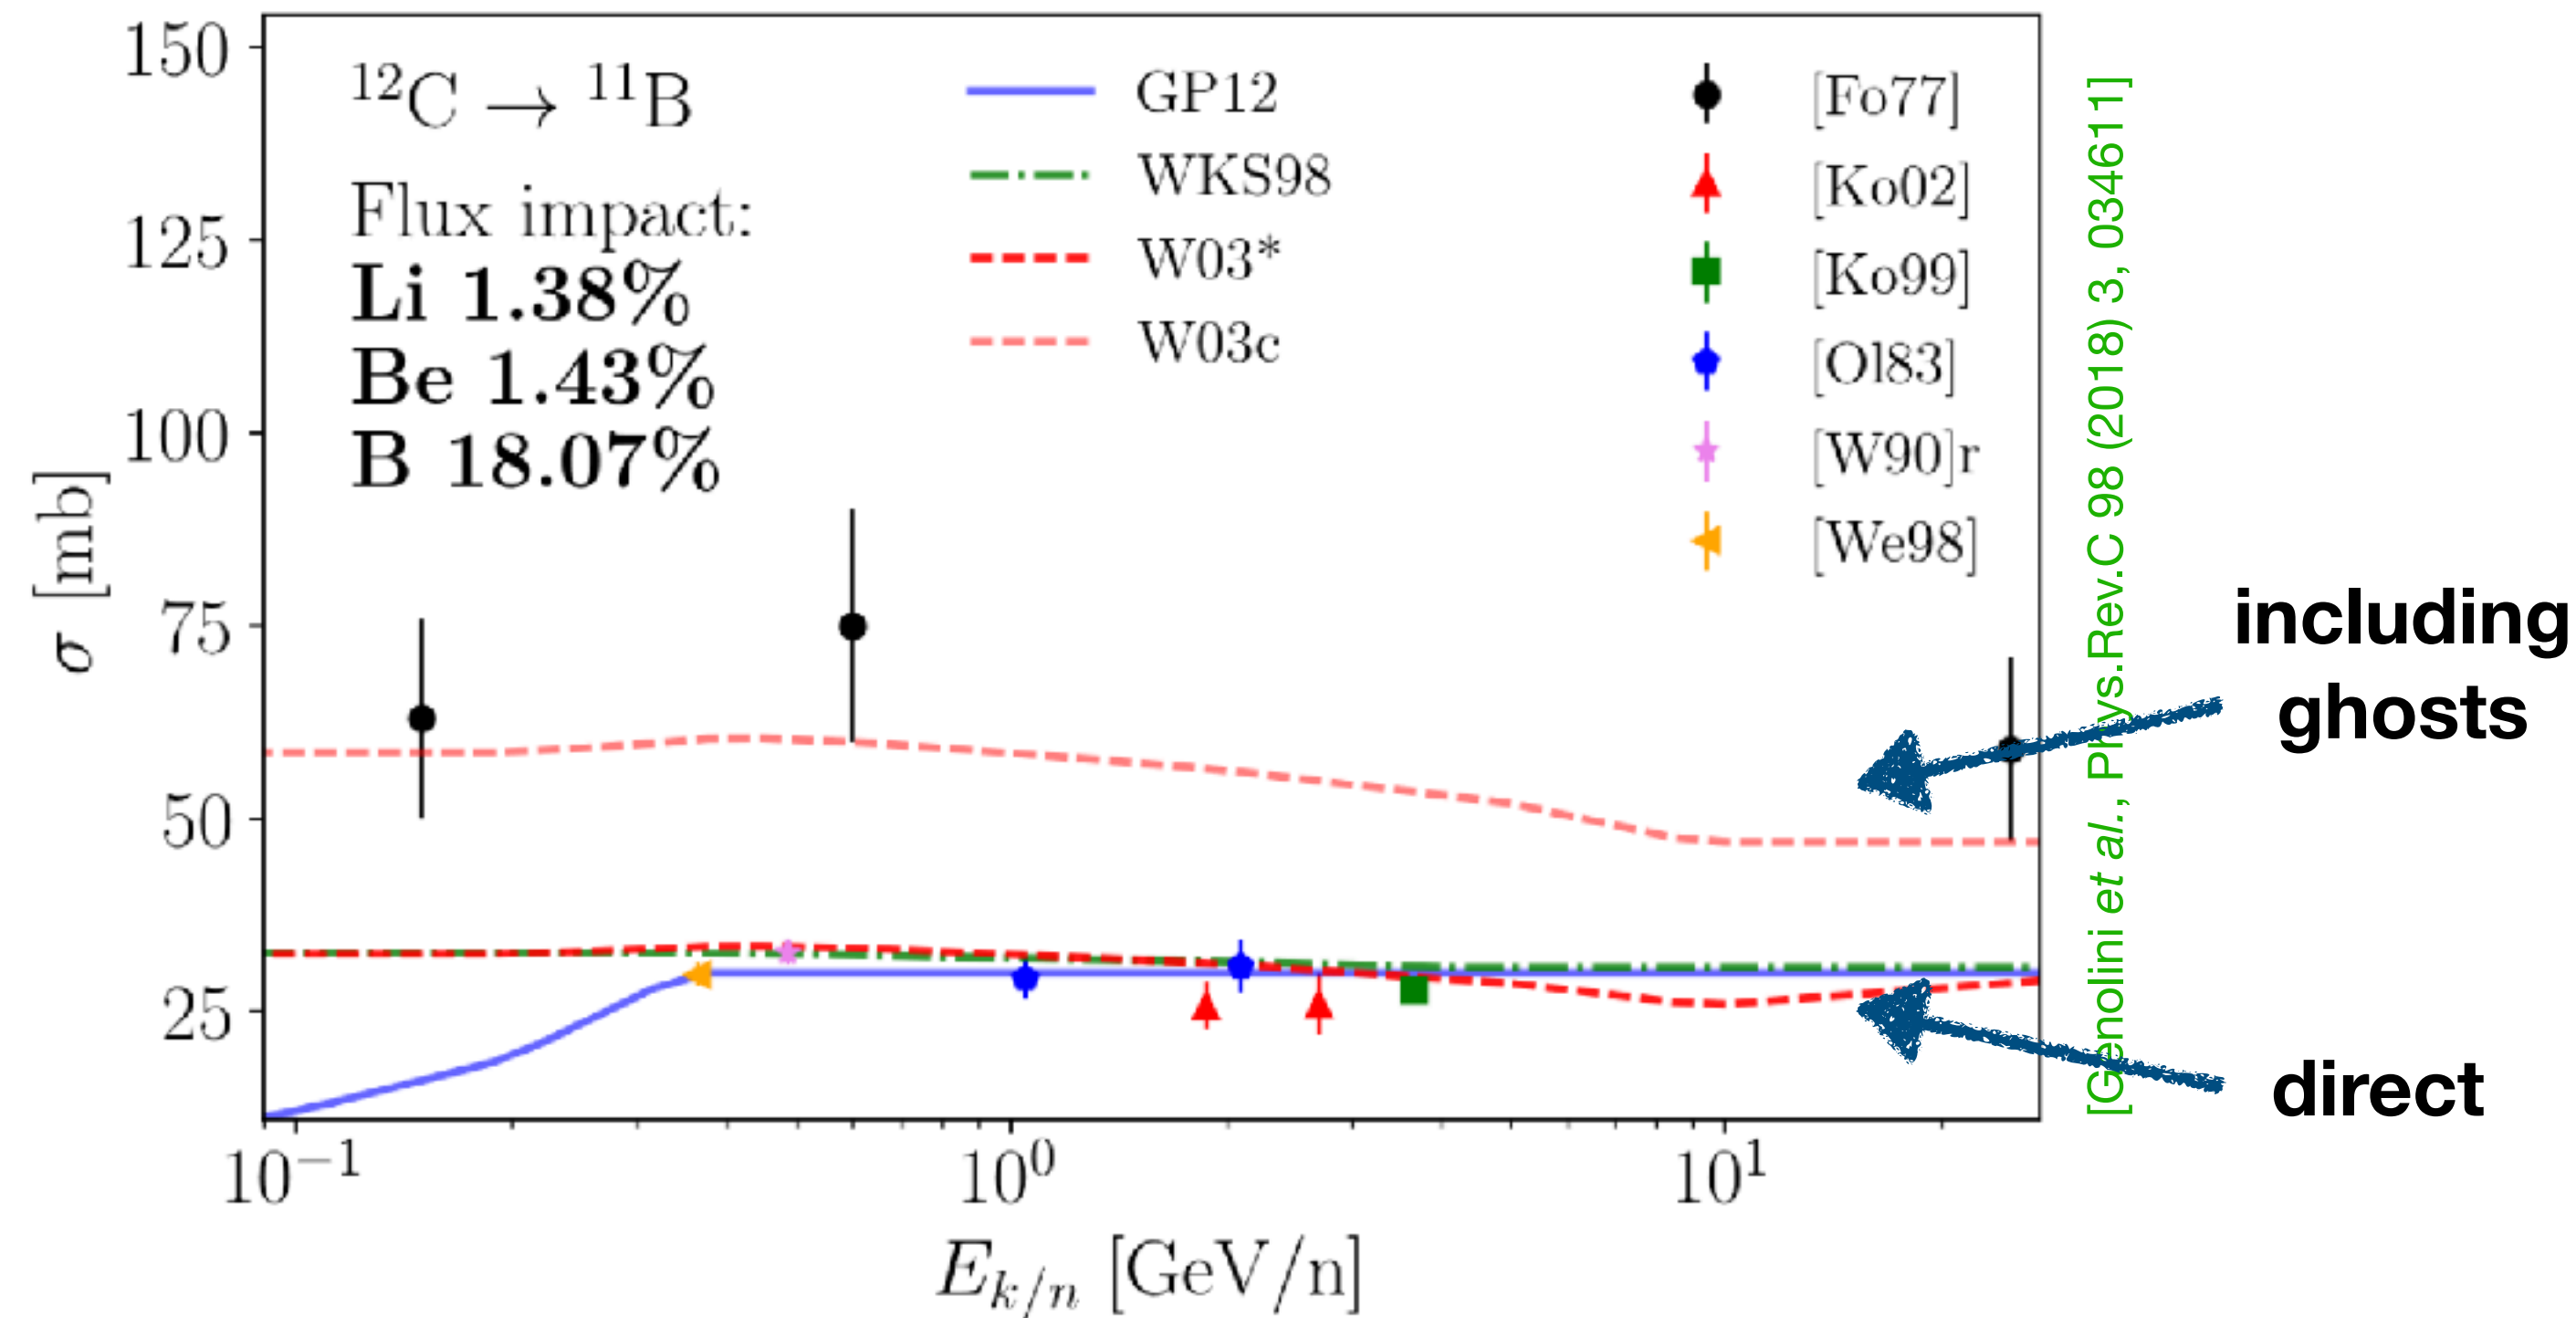 150
125
100
75
50
25
σ [mb]
¹²C → ¹¹B
Flux impact:
Li 1.38%
Be 1.43%
B 18.07%
GP12
WKS98
W03*
W03c
[Fo77]
[Ko02]
[Ko99]
[Ol83]
[W90]r
[We98]
10⁻¹
10⁰
10¹
E_{k/n} [GeV/n]
[Genolini et al., Phys.Rev.C 98 (2018) 3, 034611]
including
ghosts
direct